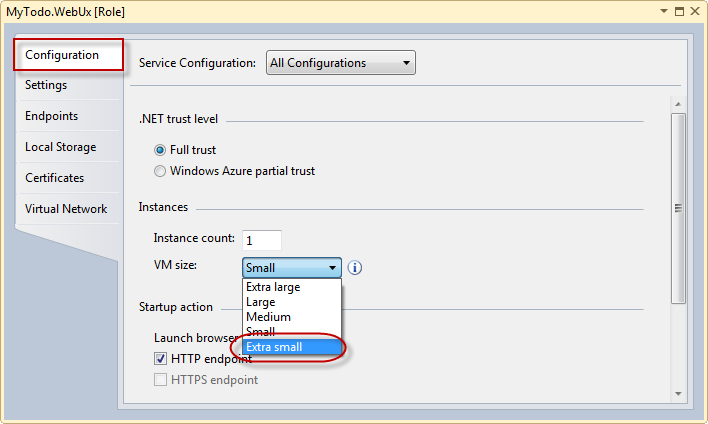 MyTodo.WebUx [Role]
Configuration
Settings
Endpoints
Local Storage
Certificates
Virtual Network
Service Configuration: All Configurations
.NET trust level
Full trust
Windows Azure partial trust
Instances
Instance count: 1
VM size: Small
Extra large
Large
Medium
Small
Extra small
Startup action
Launch browser
HTTP endpoint
HTTPS endpoint